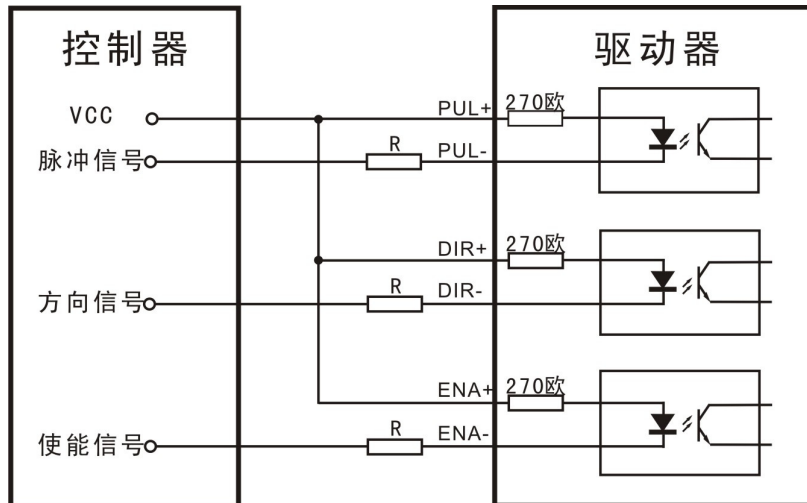 控制器
驱动器
VCC
PUL+
270欧
脉冲信号
R
PUL-
DIR+
270欧
方向信号
R
DIR-
ENA+
270欧
使能信号
R
ENA-